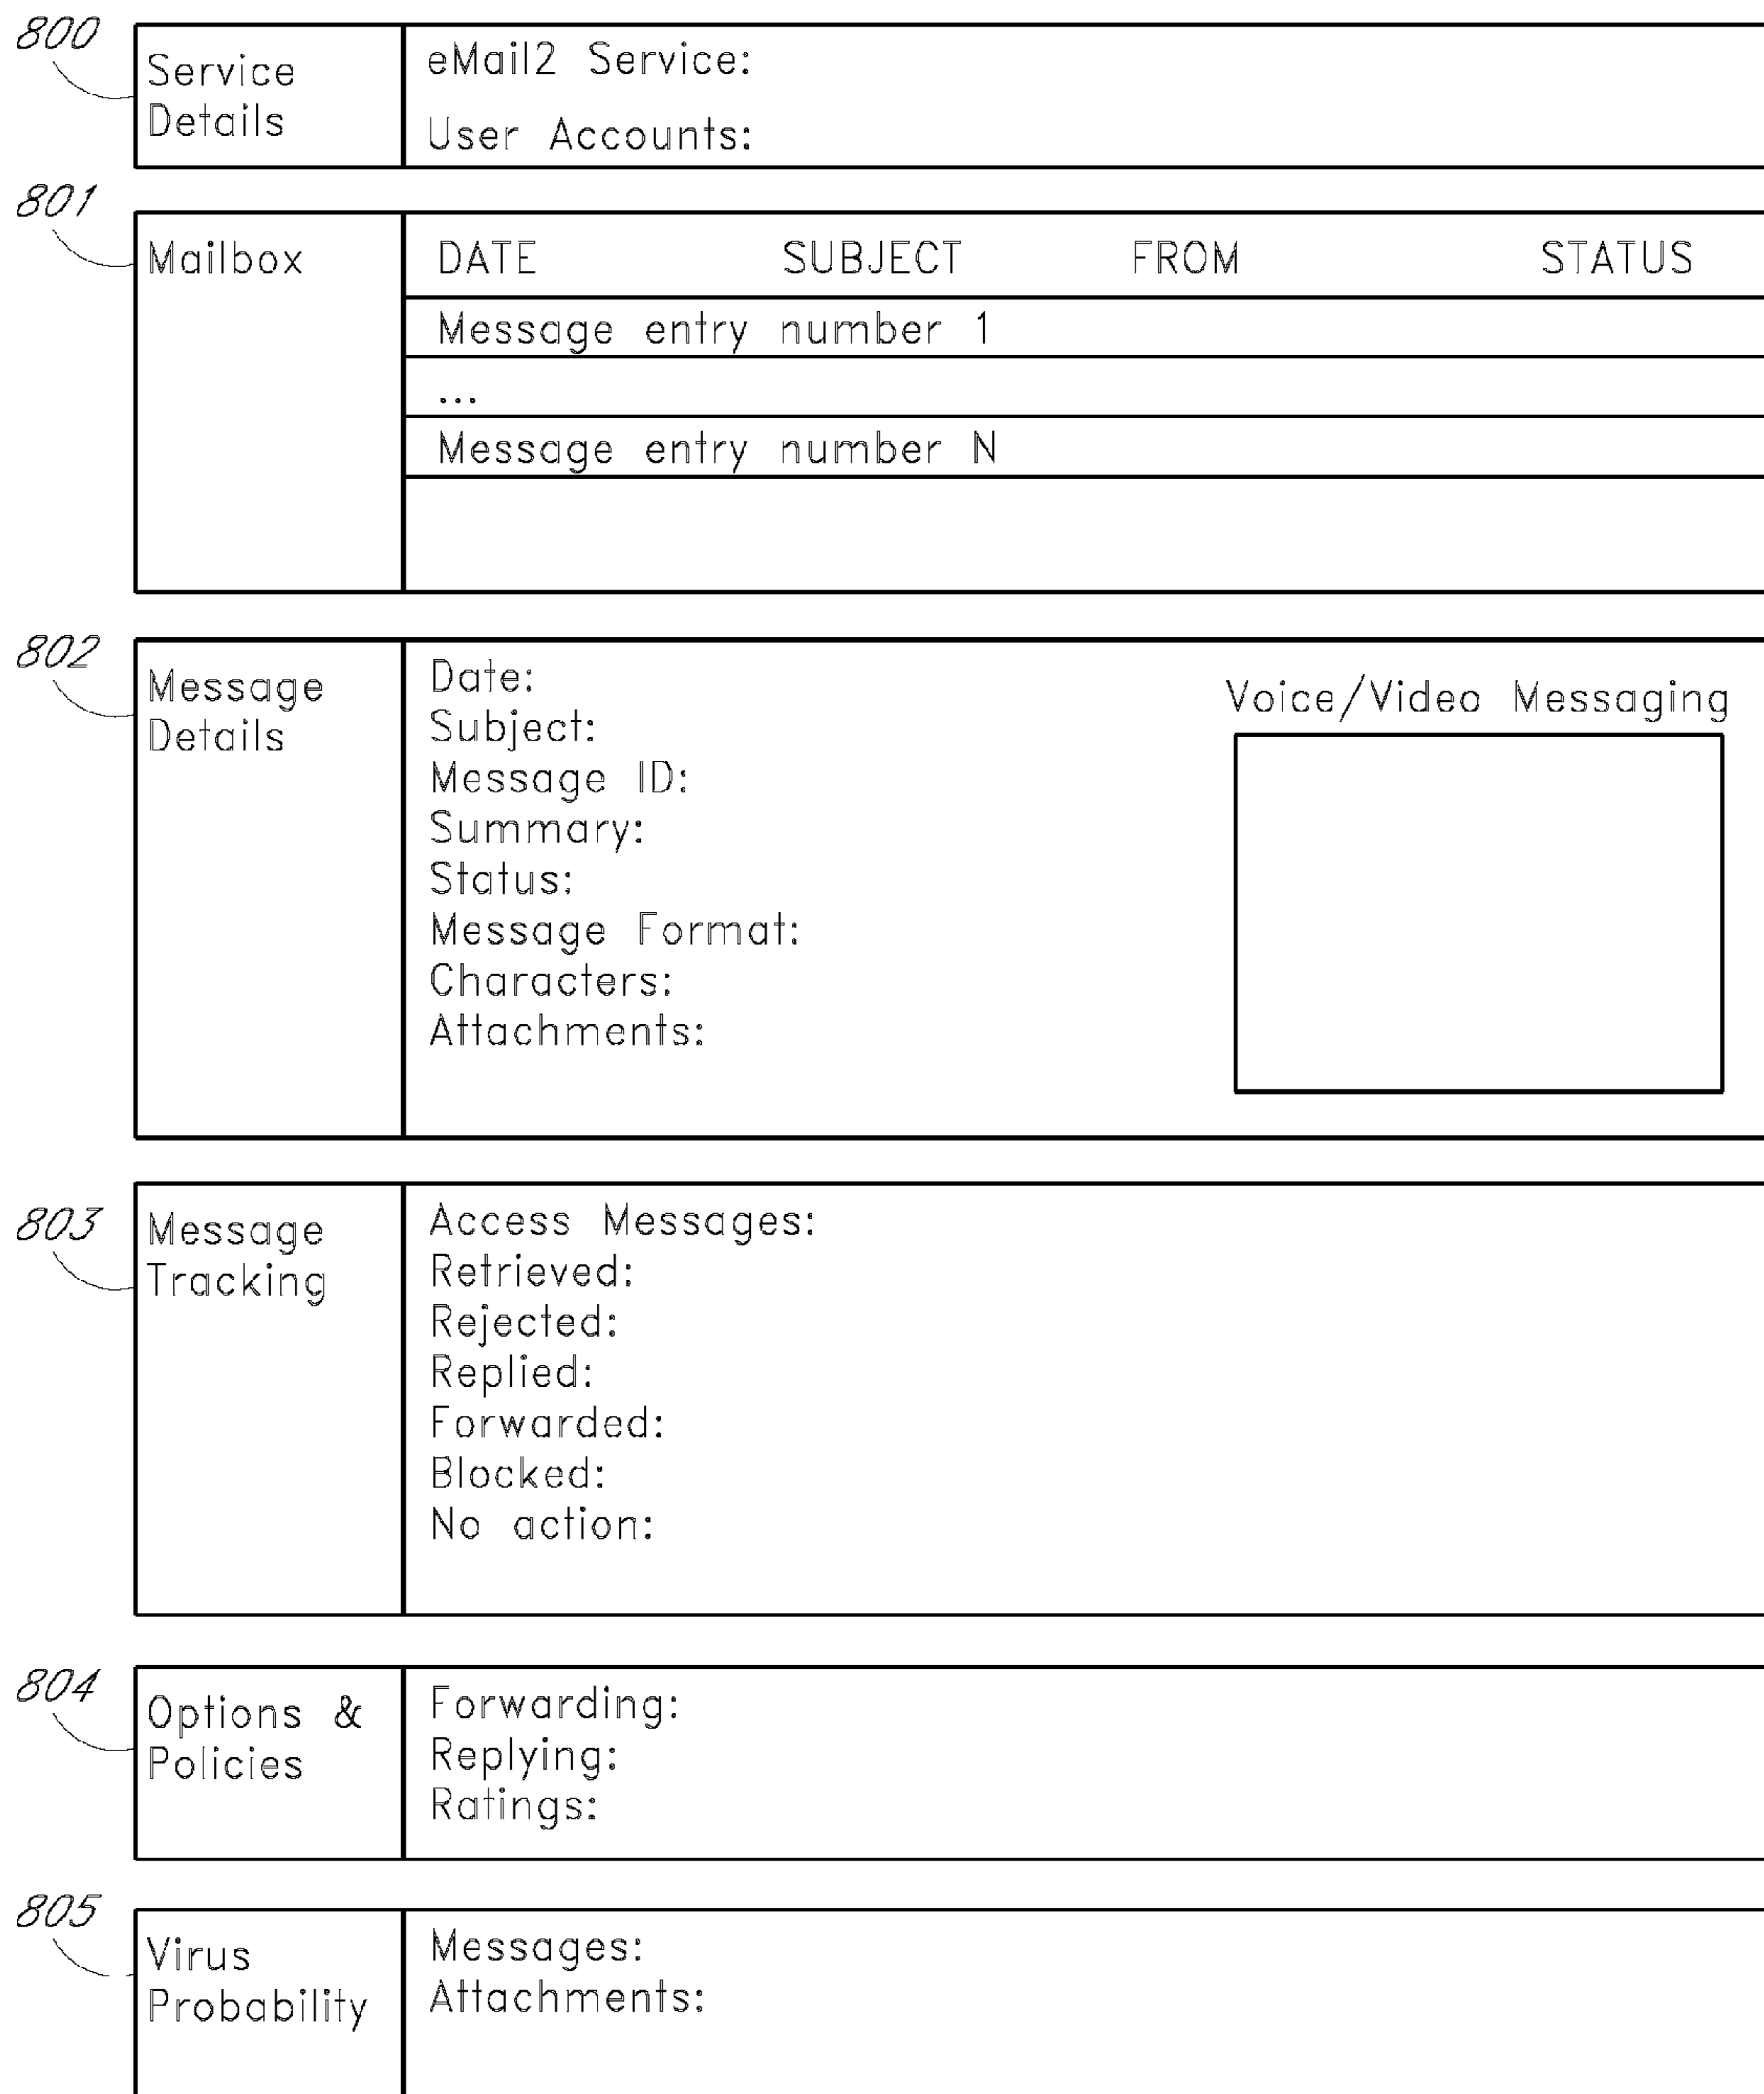 800
Service
Details
eMail2 Service:
User Accounts:
801
Mailbox
DATE SUBJECT FROM STATUS
Message entry number 1
...
Message entry number N
802
Message
Details
Date:
Subject:
Message ID:
Summary:
Status:
Message Format:
Characters:
Attachments:
Voice/Video Messaging
803
Message
Tracking
Access Messages:
Retrieved:
Rejected:
Replied:
Forwarded:
Blocked:
No action:
804
Options &
Policies
Forwarding:
Replying:
Ratings:
805
Virus
Probability
Messages:
Attachments: